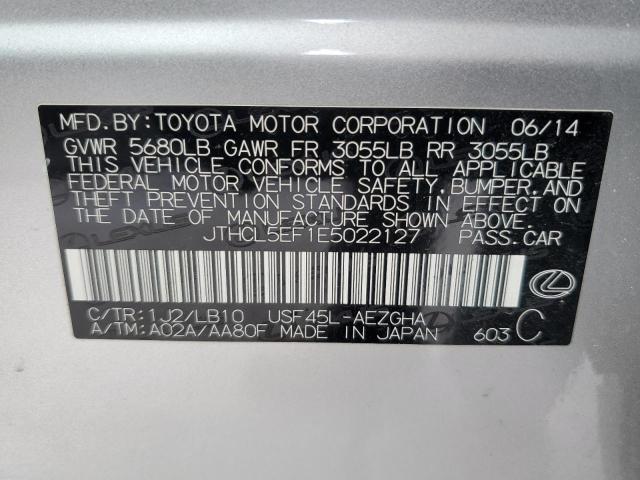 MFD.BY:TOYOTA MOTOR CORPORATION 06/14
GVWR 5680LB GAWR FR 3055LB RR 3055LB
THIS VEHICLE CONFORMS TO ALL APPLICABLE
FEDERAL MOTOR VEHICLE SAFETY,BUMPER,AND
THEFT PREVENTION STANDARDS IN EFFECT ON
THE DATE OF MANUFACTURE SHOWN ABOVE.
JTHCL5EF1E5022127 PASS.CAR
C/TR:1J2/LB10 USF45L-AEZGHA
A/TM:A02A/AA80F MADE IN JAPAN 603 C